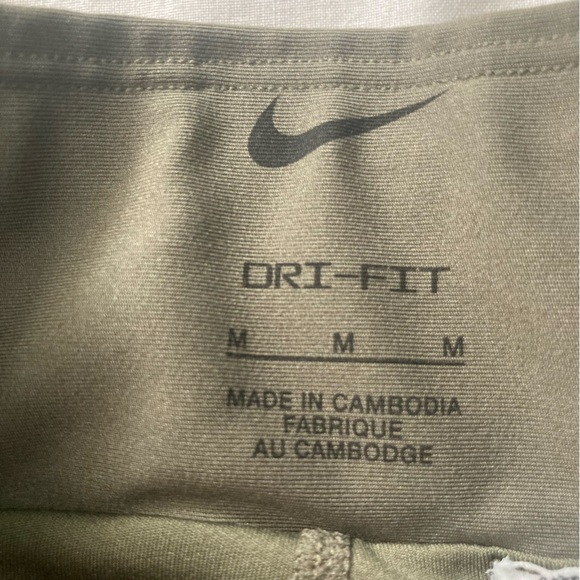 DRI-FIT
M M M
MADE IN CAMBODIA
FABRIQUE
AU CAMBODGE